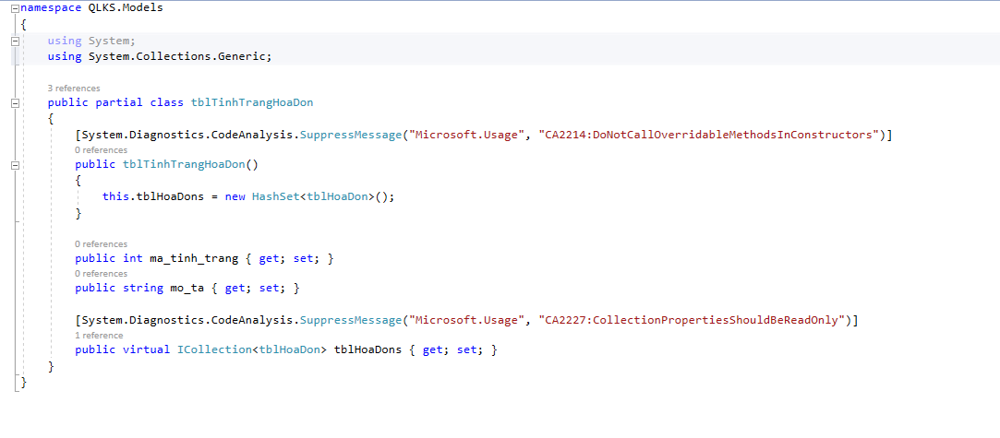 namespace QLKS.Models
{
using System;
using System.Collections.Generic;
3 references
public partial class tblTinhTrangHoaDon
{
[System.Diagnostics.CodeAnalysis.SuppressMessage("Microsoft.Usage", "CA2214:DoNotCallOverridableMethodsInConstructors")]
0 references
public tblTinhTrangHoaDon()
{
this.tblHoaDons = new HashSet<tblHoaDon>();
}
0 references
public int ma_tinh_trang { get; set; }
0 references
public string mo_ta { get; set; }
[System.Diagnostics.CodeAnalysis.SuppressMessage("Microsoft.Usage", "CA2227:CollectionPropertiesShouldBeReadOnly")]
1 reference
public virtual ICollection<tblHoaDon> tblHoaDons { get; set; }
}
}